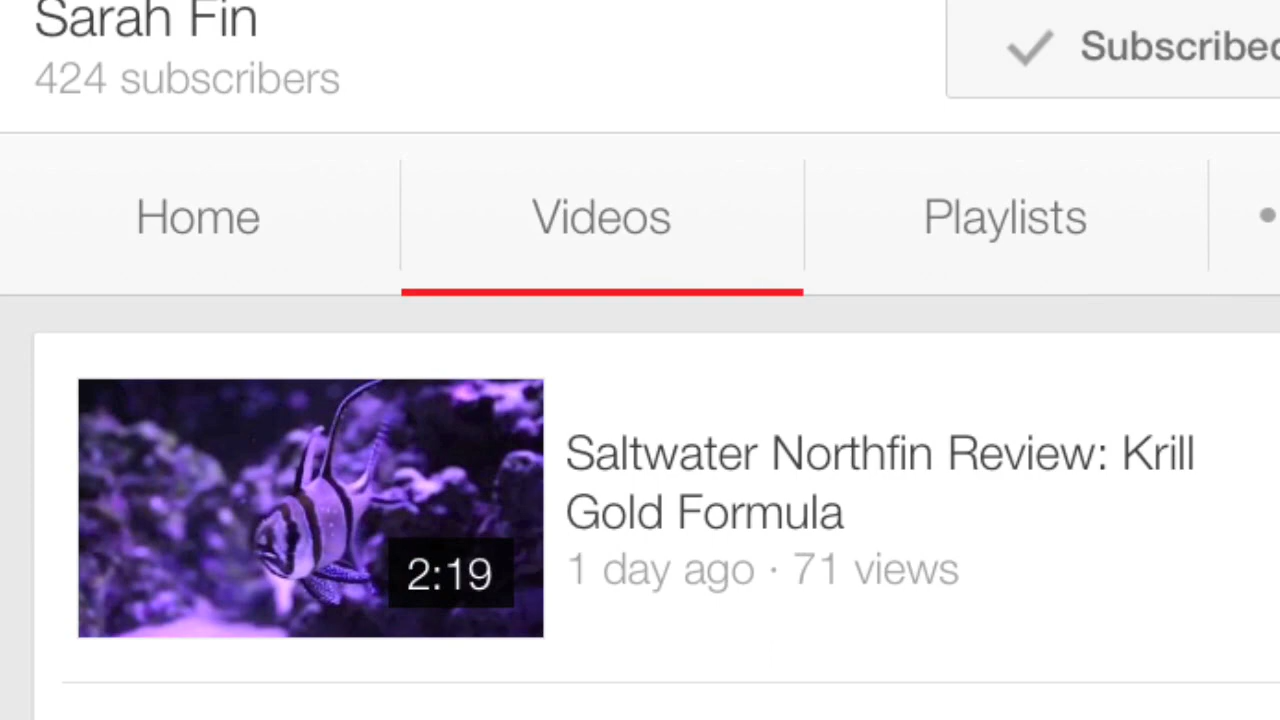 Sarah Fin
424 subscribers
Subscribed
Home
Videos
Playlists
2:19
Saltwater Northfin Review: Krill
Gold Formula
1 day ago · 71 views